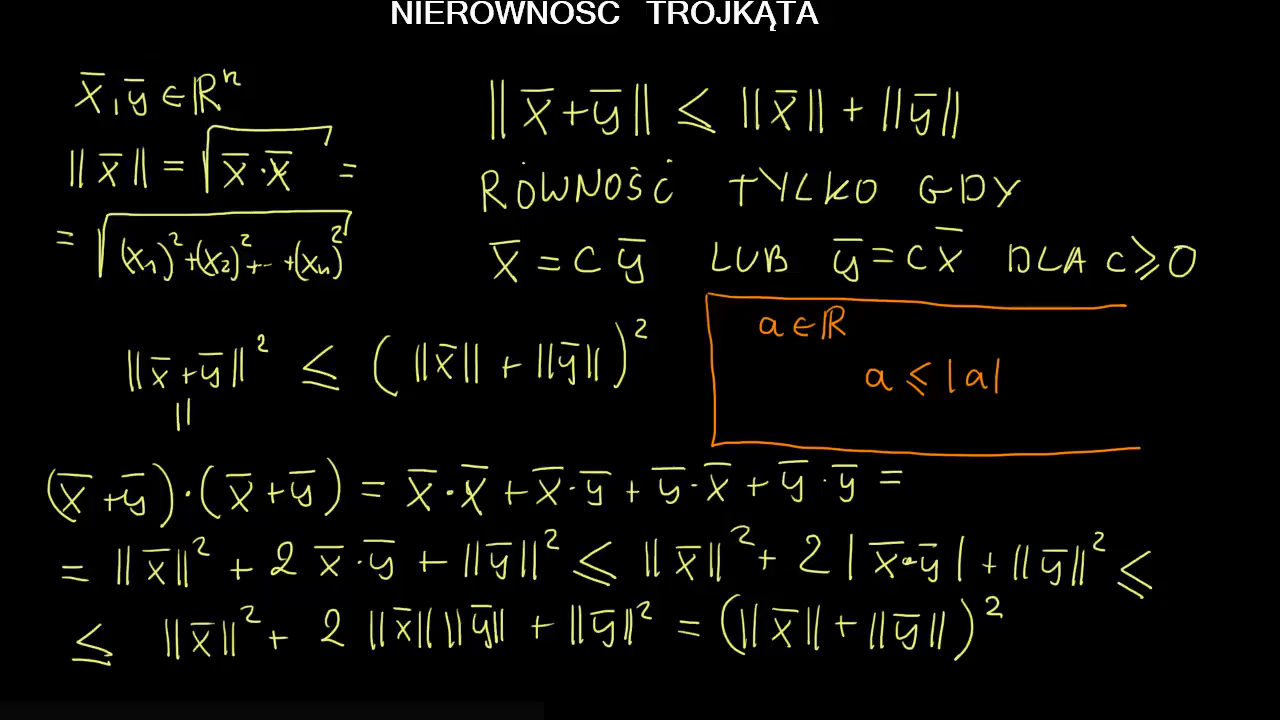 NIEROWNOSC TROJKĄTA
x̅, y̅ ∈ ℝⁿ
‖x̅‖ = √(x̅·x̅) =
= √((x₁)²+(x₂)²+...+(xₙ)²)
‖x̅+y̅‖ ⩽ ‖x̅‖ + ‖y̅‖
RÓWNOŚĆ TYLKO GDY
x̅ = c y̅ LUB y̅ = c x̅ DLA c ⩾ 0
a ∈ ℝ
a ⩽ |a|
‖x̅+y̅‖² ≤ (‖x̅‖ + ‖y̅‖)²
||
(x̅+y̅)·(x̅+y̅) = x̅·x̅ + x̅·y̅ + y̅·x̅ + y̅·y̅ =
= ‖x̅‖² + 2 x̅·y̅ + ‖y̅‖² ≤ ‖x̅‖² + 2|x̅·y̅| + ‖y̅‖² ≤
≤ ‖x̅‖² + 2‖x̅‖‖y̅‖ + ‖y̅‖² = (‖x̅‖ + ‖y̅‖)²